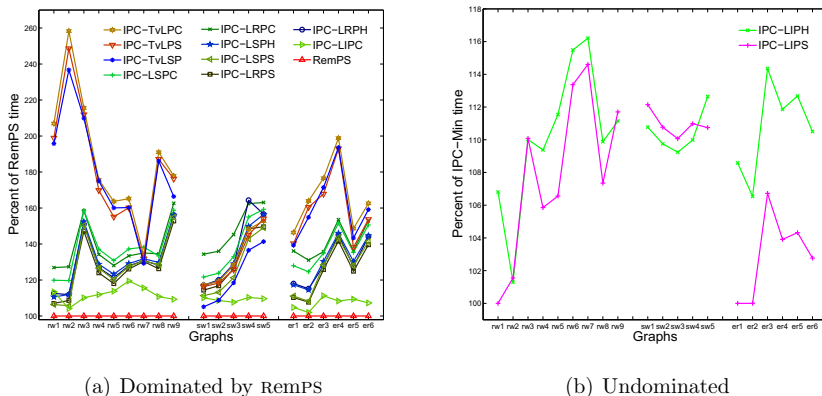 260
240
220
200
180
160
140
120
100
Percent of RemPS time
IPC-TvLPC
IPC-TvLPS
IPC-TvLSP
IPC-LSPC
IPC-LRPC
IPC-LSPH
IPC-LSPS
IPC-LRPS
IPC-LRPH
IPC-LIPC
RemPS
rw1 rw2 rw3 rw4 rw5 rw6 rw7 rw8 rw9 sw1 sw2 sw3 sw4 sw5 er1 er2 er3 er4 er5 er6
Graphs
(a) Dominated by REMPS
118
116
114
112
110
108
106
104
102
100
Percent of IPC-Min time
IPC-LIPH
IPC-LIPS
rw1 rw2 rw3 rw4 rw5 rw6 rw7 rw8 rw9 sw1 sw2 sw3 sw4 sw5 er1 er2 er3 er4 er5 er6
Graphs
(b) Undominated